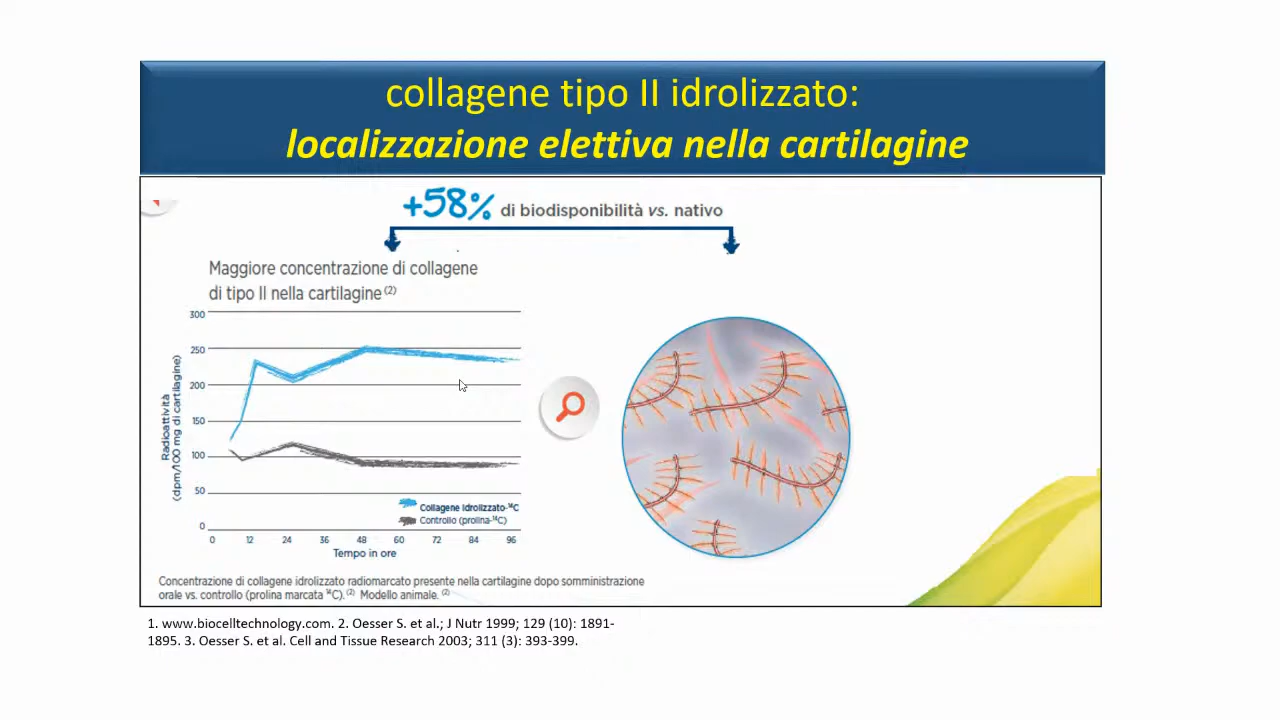 collagene tipo II idrolizzato:
localizzazione elettiva nella cartilagine
+58% di biodisponibilità vs. nativo
Maggiore concentrazione di collagene
di tipo II nella cartilagine (2)
Radioattività
(dpm/100 mg di cartilagine)
300
250
200
150
100
50
0
0 12 24 36 48 60 72 84 96
Tempo in ore
Collagene idrolizzato-¹⁴C
Controllo (prolina-¹⁴C)
Concentrazione di collagene idrolizzato radiomarcato presente nella cartilagine dopo somministrazione
orale vs. controllo (prolina marcata ¹⁴C). (2) Modello animale. (2)
1. www.biocelltechnology.com. 2. Oesser S. et al.; J Nutr 1999; 129 (10): 1891-
1895. 3. Oesser S. et al. Cell and Tissue Research 2003; 311 (3): 393-399.